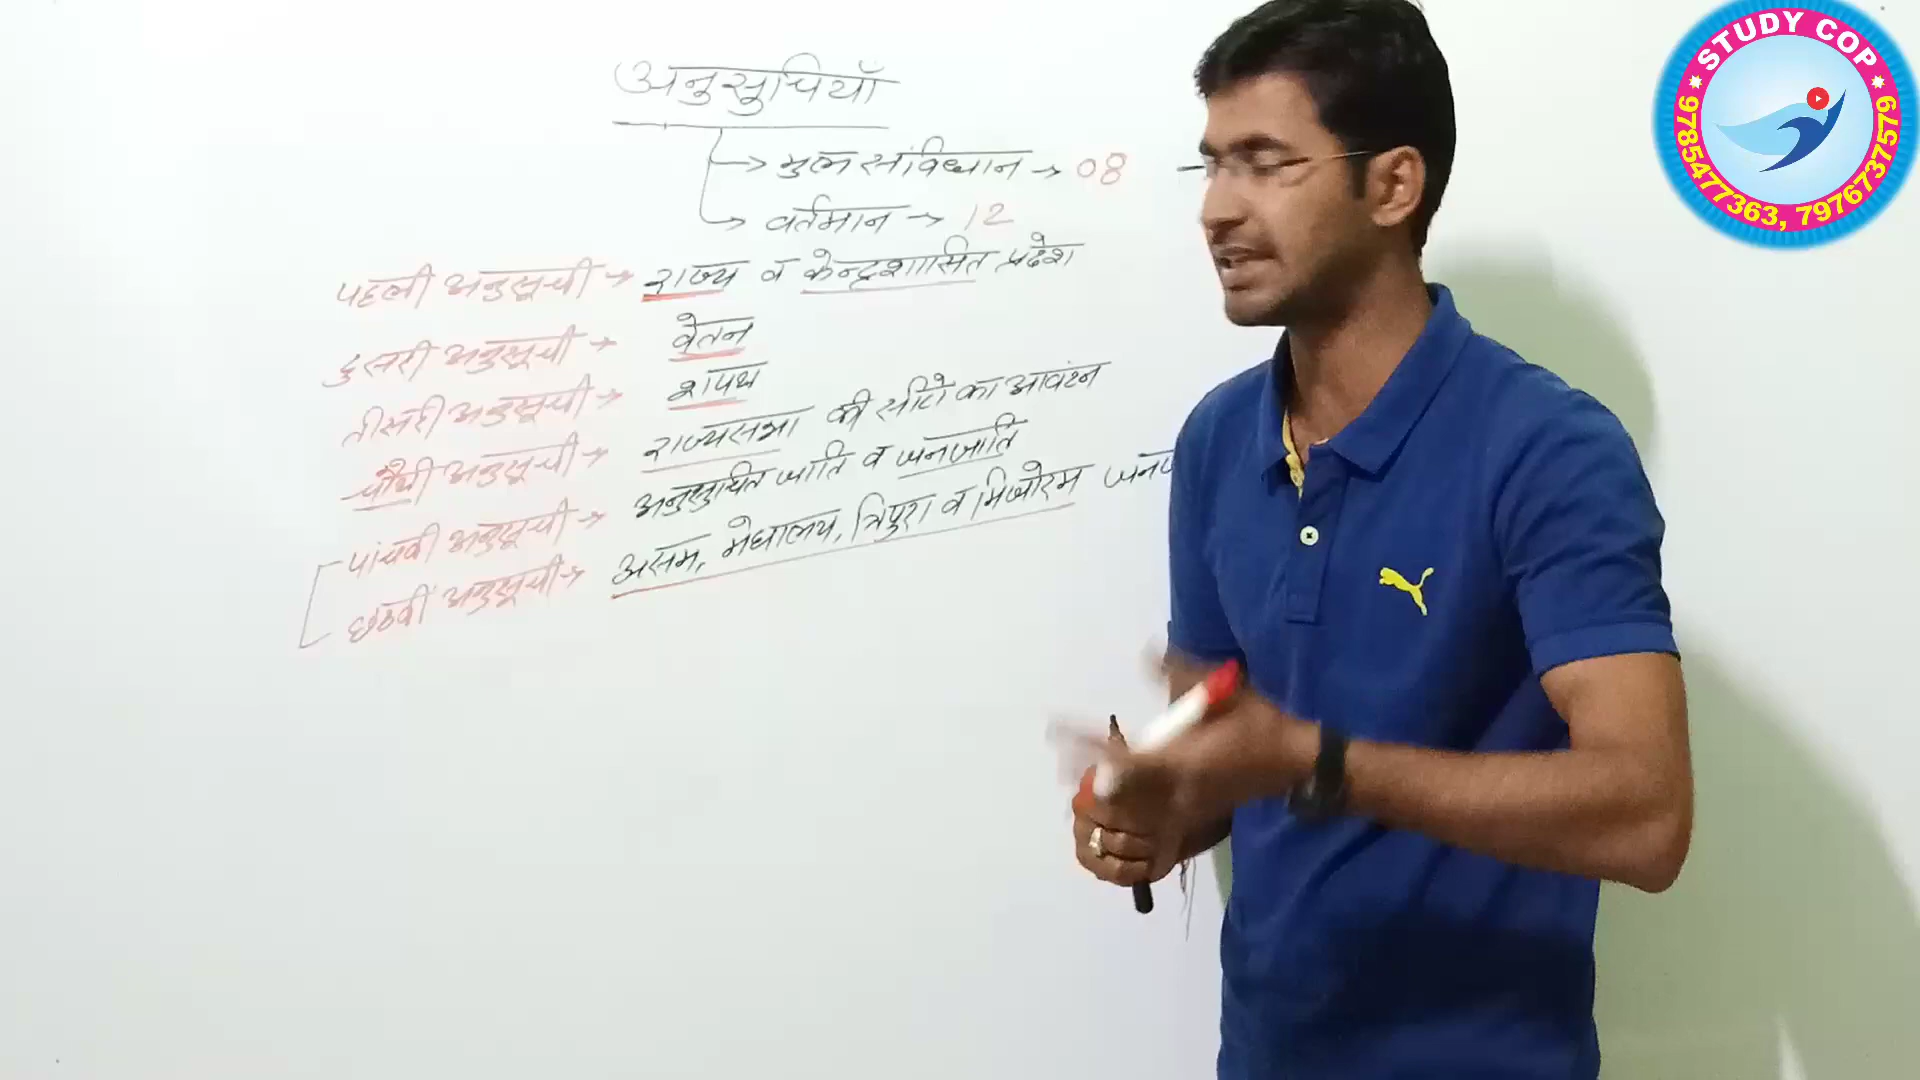 अनुसुचियाँ
→ मुल संविधान → 08
→ वर्तमान → 12
पहली अनुसूची → राज्य व केन्द्रशासित प्रदेश
दुसरी अनुसूची → वेतन
तीसरी अनुसूची → शपथ
चौथी अनुसूची → राज्यसभा की सीटो का आवंटन
पांचवी अनुसूची → अनुसुचित जाति व जनजाति
छठवीं अनुसूची → असम, मेघालय, त्रिपुरा व मिजोरम
STUDY COP
9785477363, 7976737579